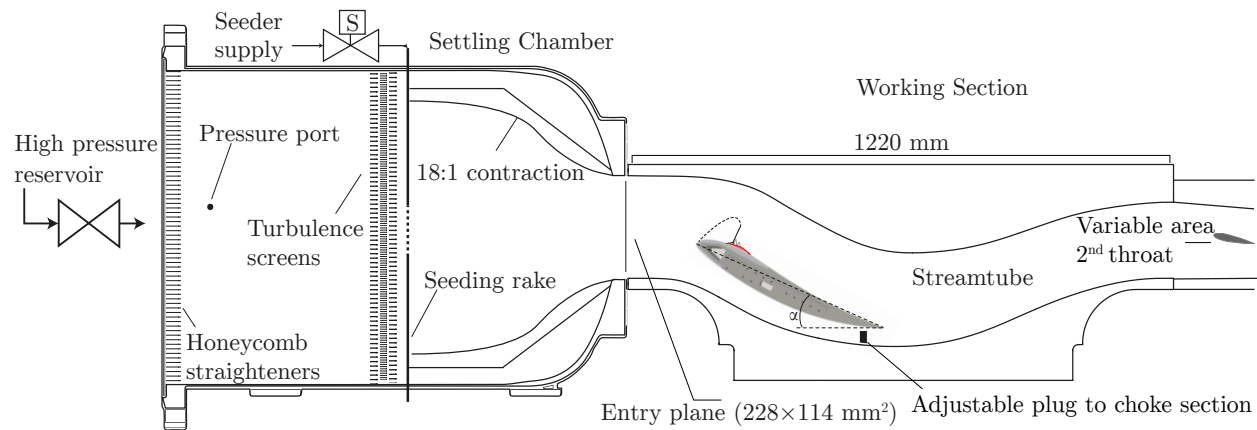 Seeder
supply
S
Settling Chamber
Working Section
1220 mm
High pressure
reservoir
Pressure port
18:1 contraction
Turbulence
screens
Variable area
2nd throat
Streamtube
Seeding rake
α
Honeycomb
straighteners
Entry plane (228×114 mm²)
Adjustable plug to choke section